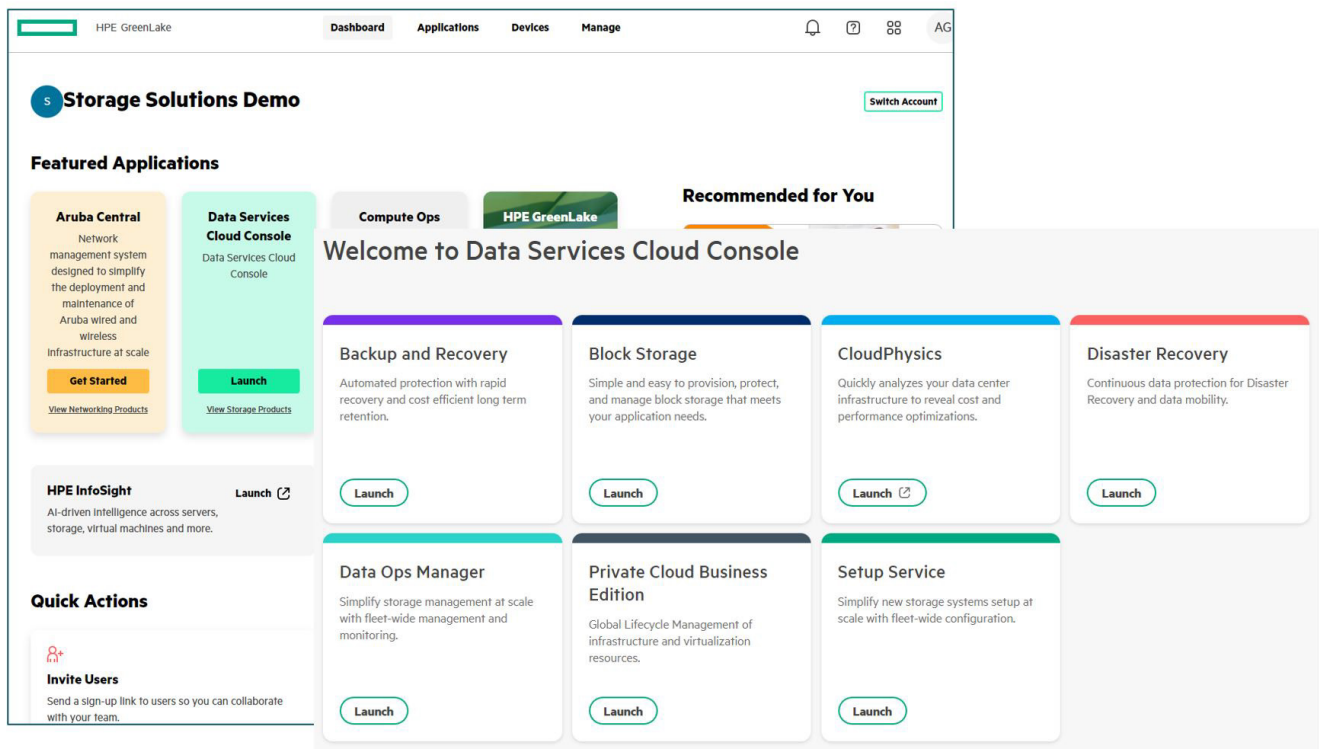 HPE GreenLake
Dashboard
Applications
Devices
Manage
AG
S
Storage Solutions Demo
Switch Account
Featured Applications
Aruba Central
Network
management system
designed to simplify
the deployment and
maintenance of
Aruba wired and
wireless
infrastructure at scale
Get Started
View Networking Products
Data Services
Cloud Console
Data Services Cloud
Console
Launch
View Storage Products
Compute Ops
HPE GreenLake
Recommended for You
HPE InfoSight
Launch
AI-driven intelligence across servers,
storage, virtual machines and more.
Quick Actions
Invite Users
Send a sign-up link to users so you can collaborate
with your team.
Welcome to Data Services Cloud Console
Backup and Recovery
Automated protection with rapid
recovery and cost efficient long term
retention.
Launch
Block Storage
Simple and easy to provision, protect,
and manage block storage that meets
your application needs.
Launch
CloudPhysics
Quickly analyzes your data center
infrastructure to reveal cost and
performance optimizations.
Launch
Disaster Recovery
Continuous data protection for Disaster
Recovery and data mobility.
Launch
Data Ops Manager
Simplify storage management at scale
with fleet-wide management and
monitoring.
Launch
Private Cloud Business
Edition
Global Lifecycle Management of
infrastructure and virtualization
resources.
Launch
Setup Service
Simplify new storage systems setup at
scale with fleet-wide configuration.
Launch